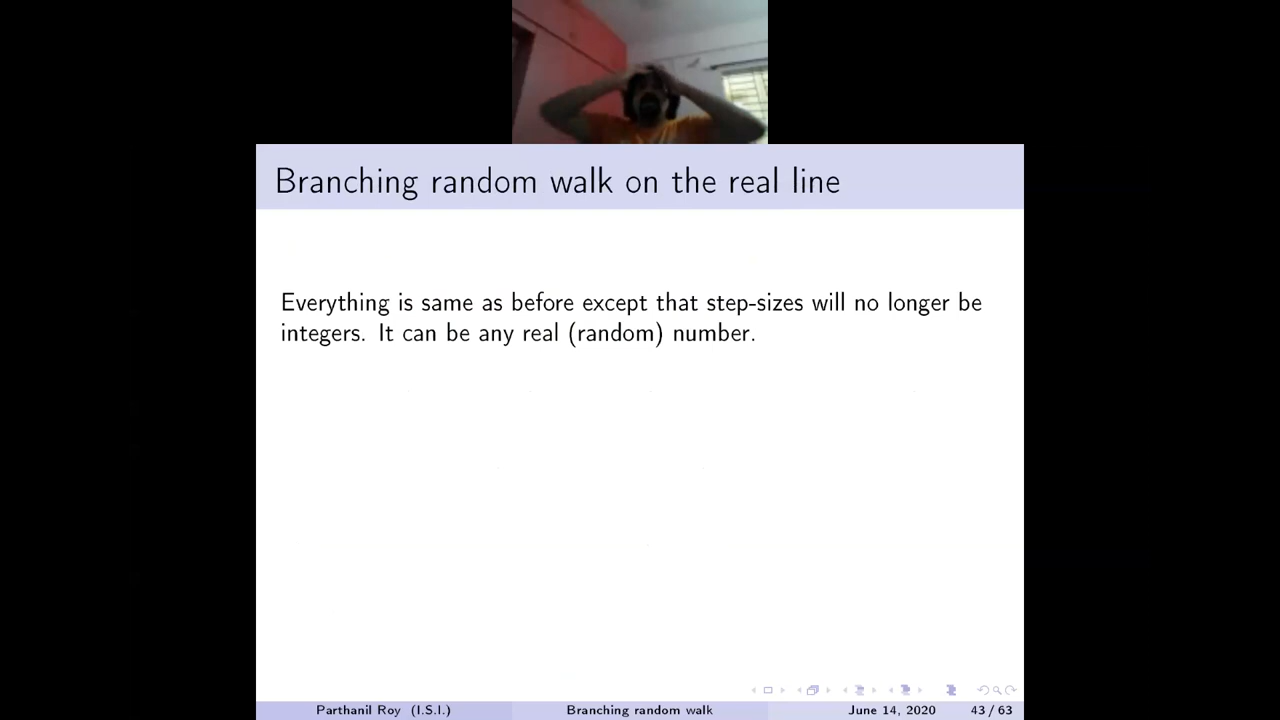 Branching random walk on the real line
Everything is same as before except that step-sizes will no longer be
integers. It can be any real (random) number.
Parthanil Roy (I.S.I.) Branching random walk June 14, 2020 43 / 63